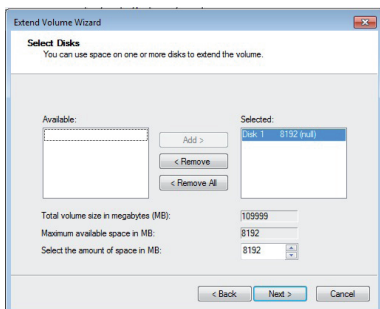 Extend Volume Wizard
Select Disks
You can use space on one or more disks to extend the volume.
Available:
Selected:
Disk 1 8192 (null)
Add >
< Remove
< Remove All
Total volume size in megabytes (MB): 109999
Maximum available space in MB: 8192
Select the amount of space in MB: 8192
< Back Next > Cancel